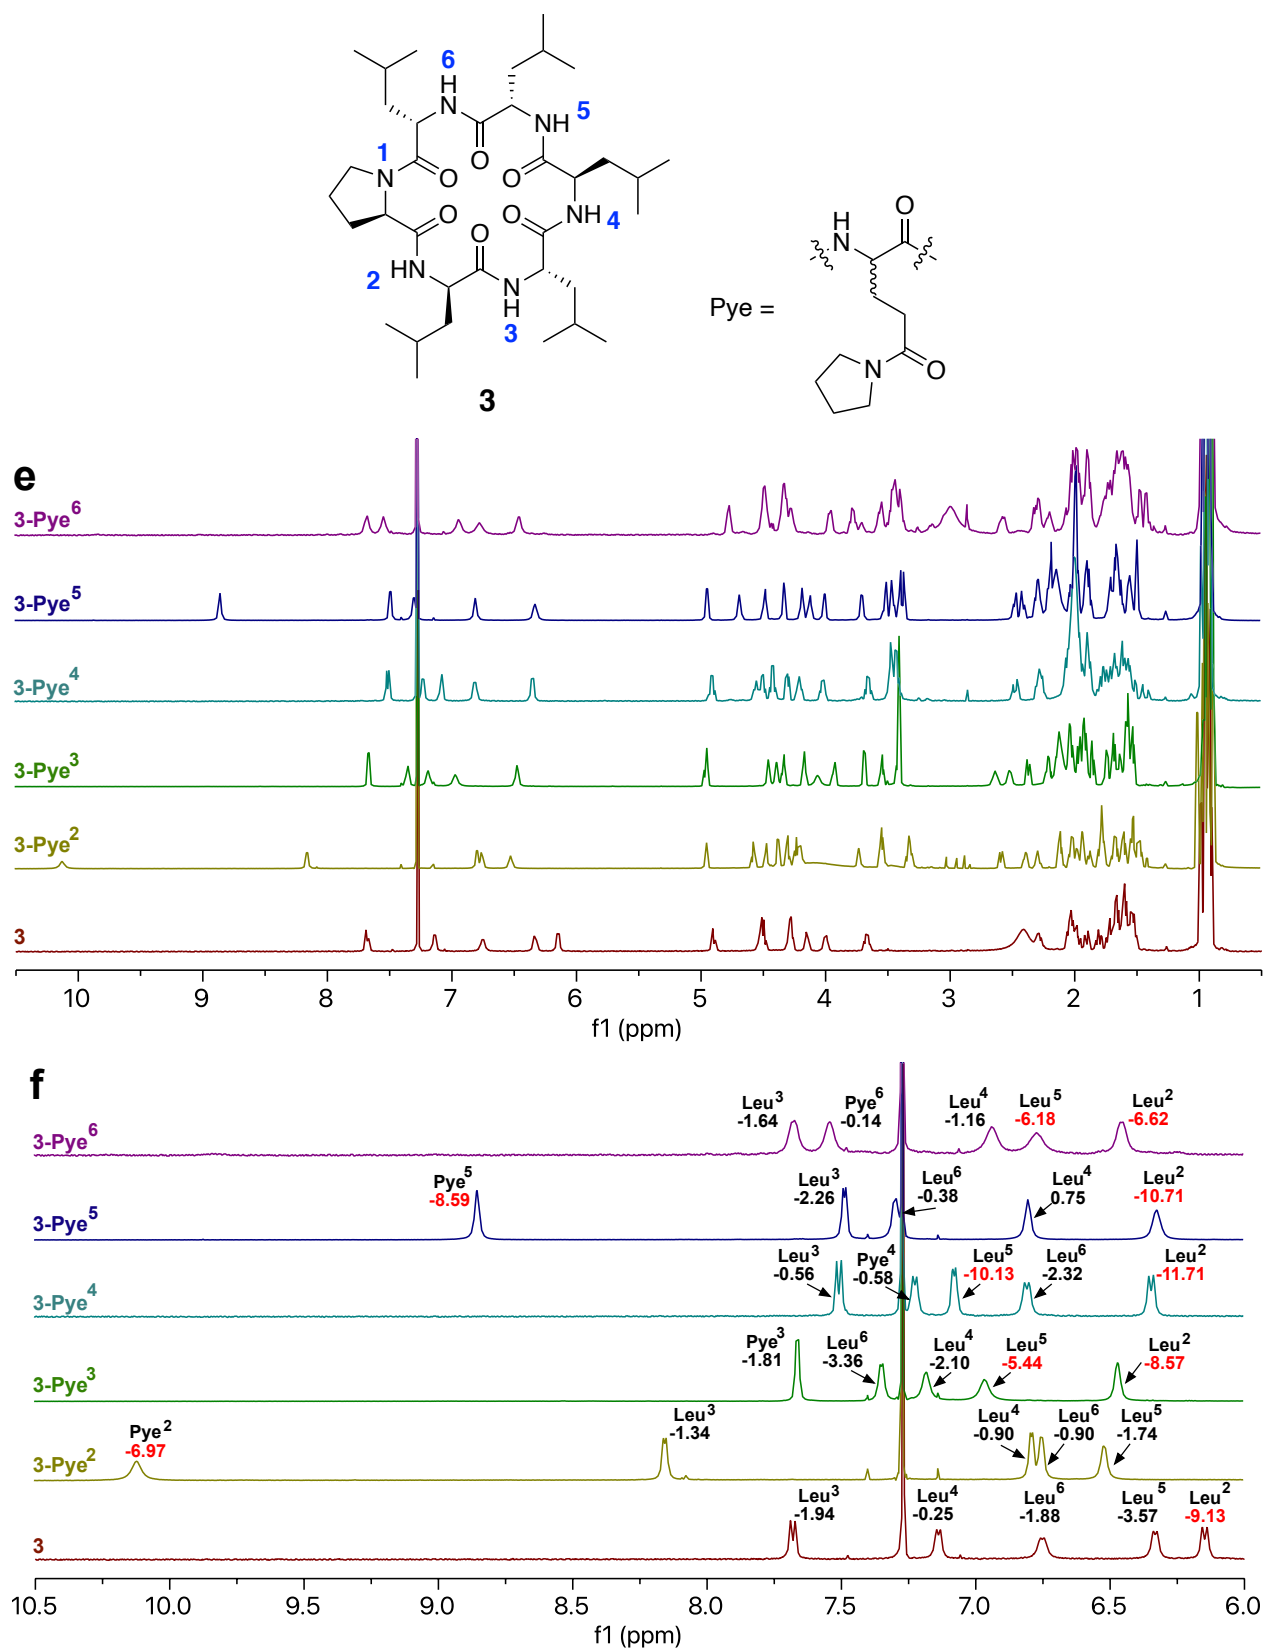 6
H
N
5
NH
O
O
1
N
O
O
O
O
NH
4
HN
2
N
H
3
3
H
N
O
Pye =
N
O
e
3-Pye6
3-Pye5
3-Pye4
3-Pye3
3-Pye2
3
10 9 8 7 6 5 4 3 2 1
f1 (ppm)
f
3-Pye6
Leu3 Pye6 Leu4 Leu5 Leu2
-1.64 -0.14 -1.16 -6.18 -6.62
3-Pye5
Pye5 Leu3 Leu6 Leu4 Leu2
-8.59 -2.26 -0.38 0.75 -10.71
3-Pye4
Leu3 Pye4 Leu5 Leu6 Leu2
-0.56 -0.58 -10.13 -2.32 -11.71
3-Pye3
Pye3 Leu6 Leu4 Leu5 Leu2
-1.81 -3.36 -2.10 -5.44 -8.57
3-Pye2
Pye2 Leu3 Leu4 Leu6 Leu5
-6.97 -1.34 -0.90 -0.90 -1.74
3
Leu3 Leu4 Leu6 Leu5 Leu2
-1.94 -0.25 -1.88 -3.57 -9.13
10.5 10.0 9.5 9.0 8.5 8.0 7.5 7.0 6.5 6.0
f1 (ppm)